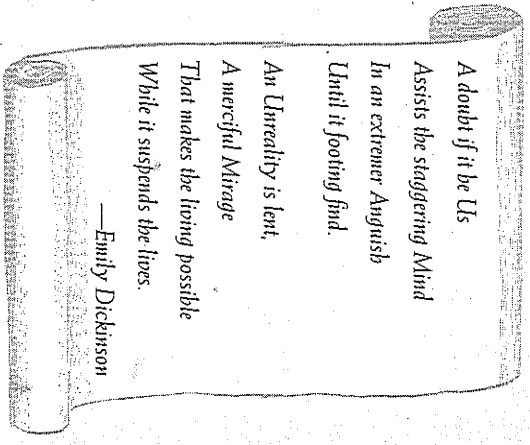 A doubt if it be Us
Assists the staggering Mind
In an extremer Anguish
Until it footing find.
An Unreality is lent,
A merciful Mirage
That makes the living possible
While it suspends the lives.
—Emily Dickinson